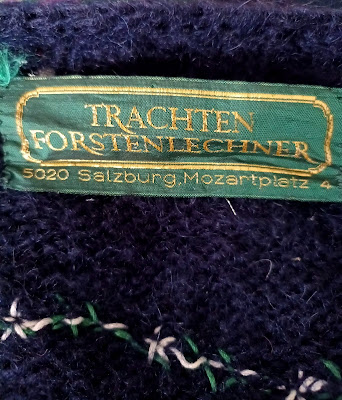 TRACHTEN
FORSTENLECHNER
5020 Salzburg, Mozartplatz 4